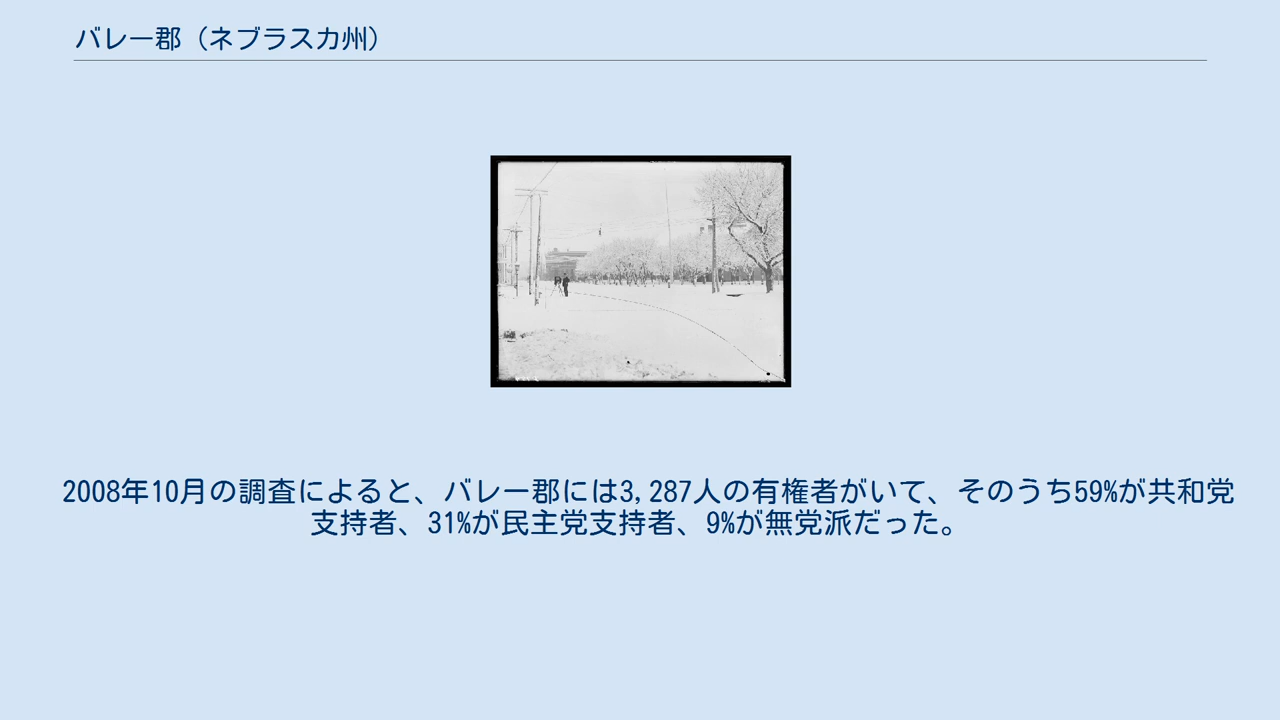 バレー郡（ネブラスカ州）
2008年10月の調査によると、バレー郡には3,287人の有権者がいて、そのうち59%が共和党
支持者、31%が民主党支持者、9%が無党派だった。